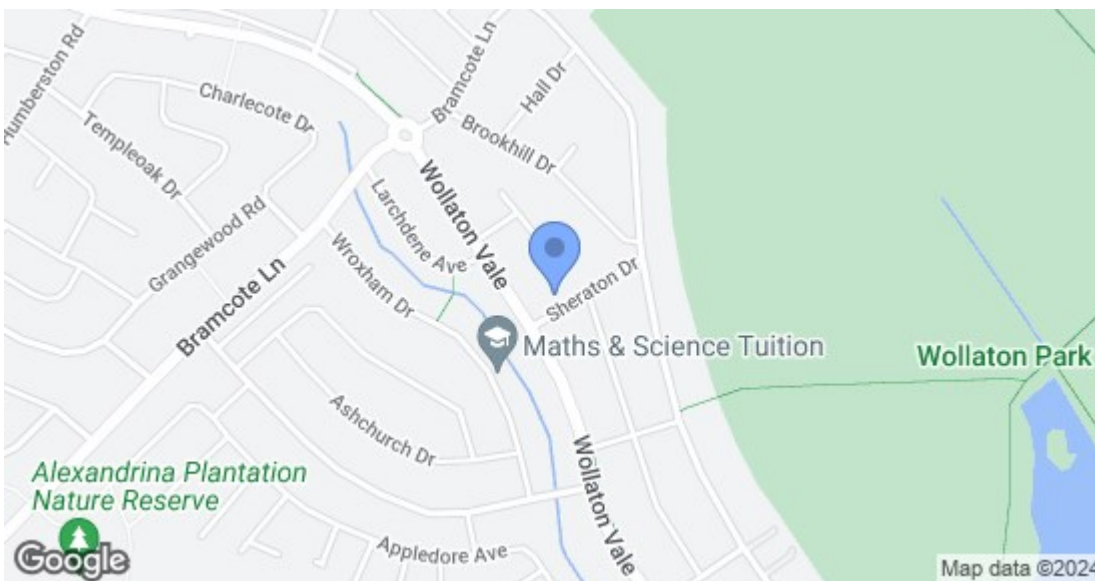 Humberston Rd
Charlecote Dr
Bramcote Ln
Hall Dr
Templeoak Dr
Brookhill Dr
Wollaton Vale
Larchdene Ave
Grangewood Rd
Wroxham Dr
Sheraton Dr
Bramcote Ln
Maths & Science Tuition
Wollaton Park
Ashchurch Dr
Wollaton Vale
Alexandrina Plantation
Nature Reserve
Appledore Ave
Google
Map data ©2024